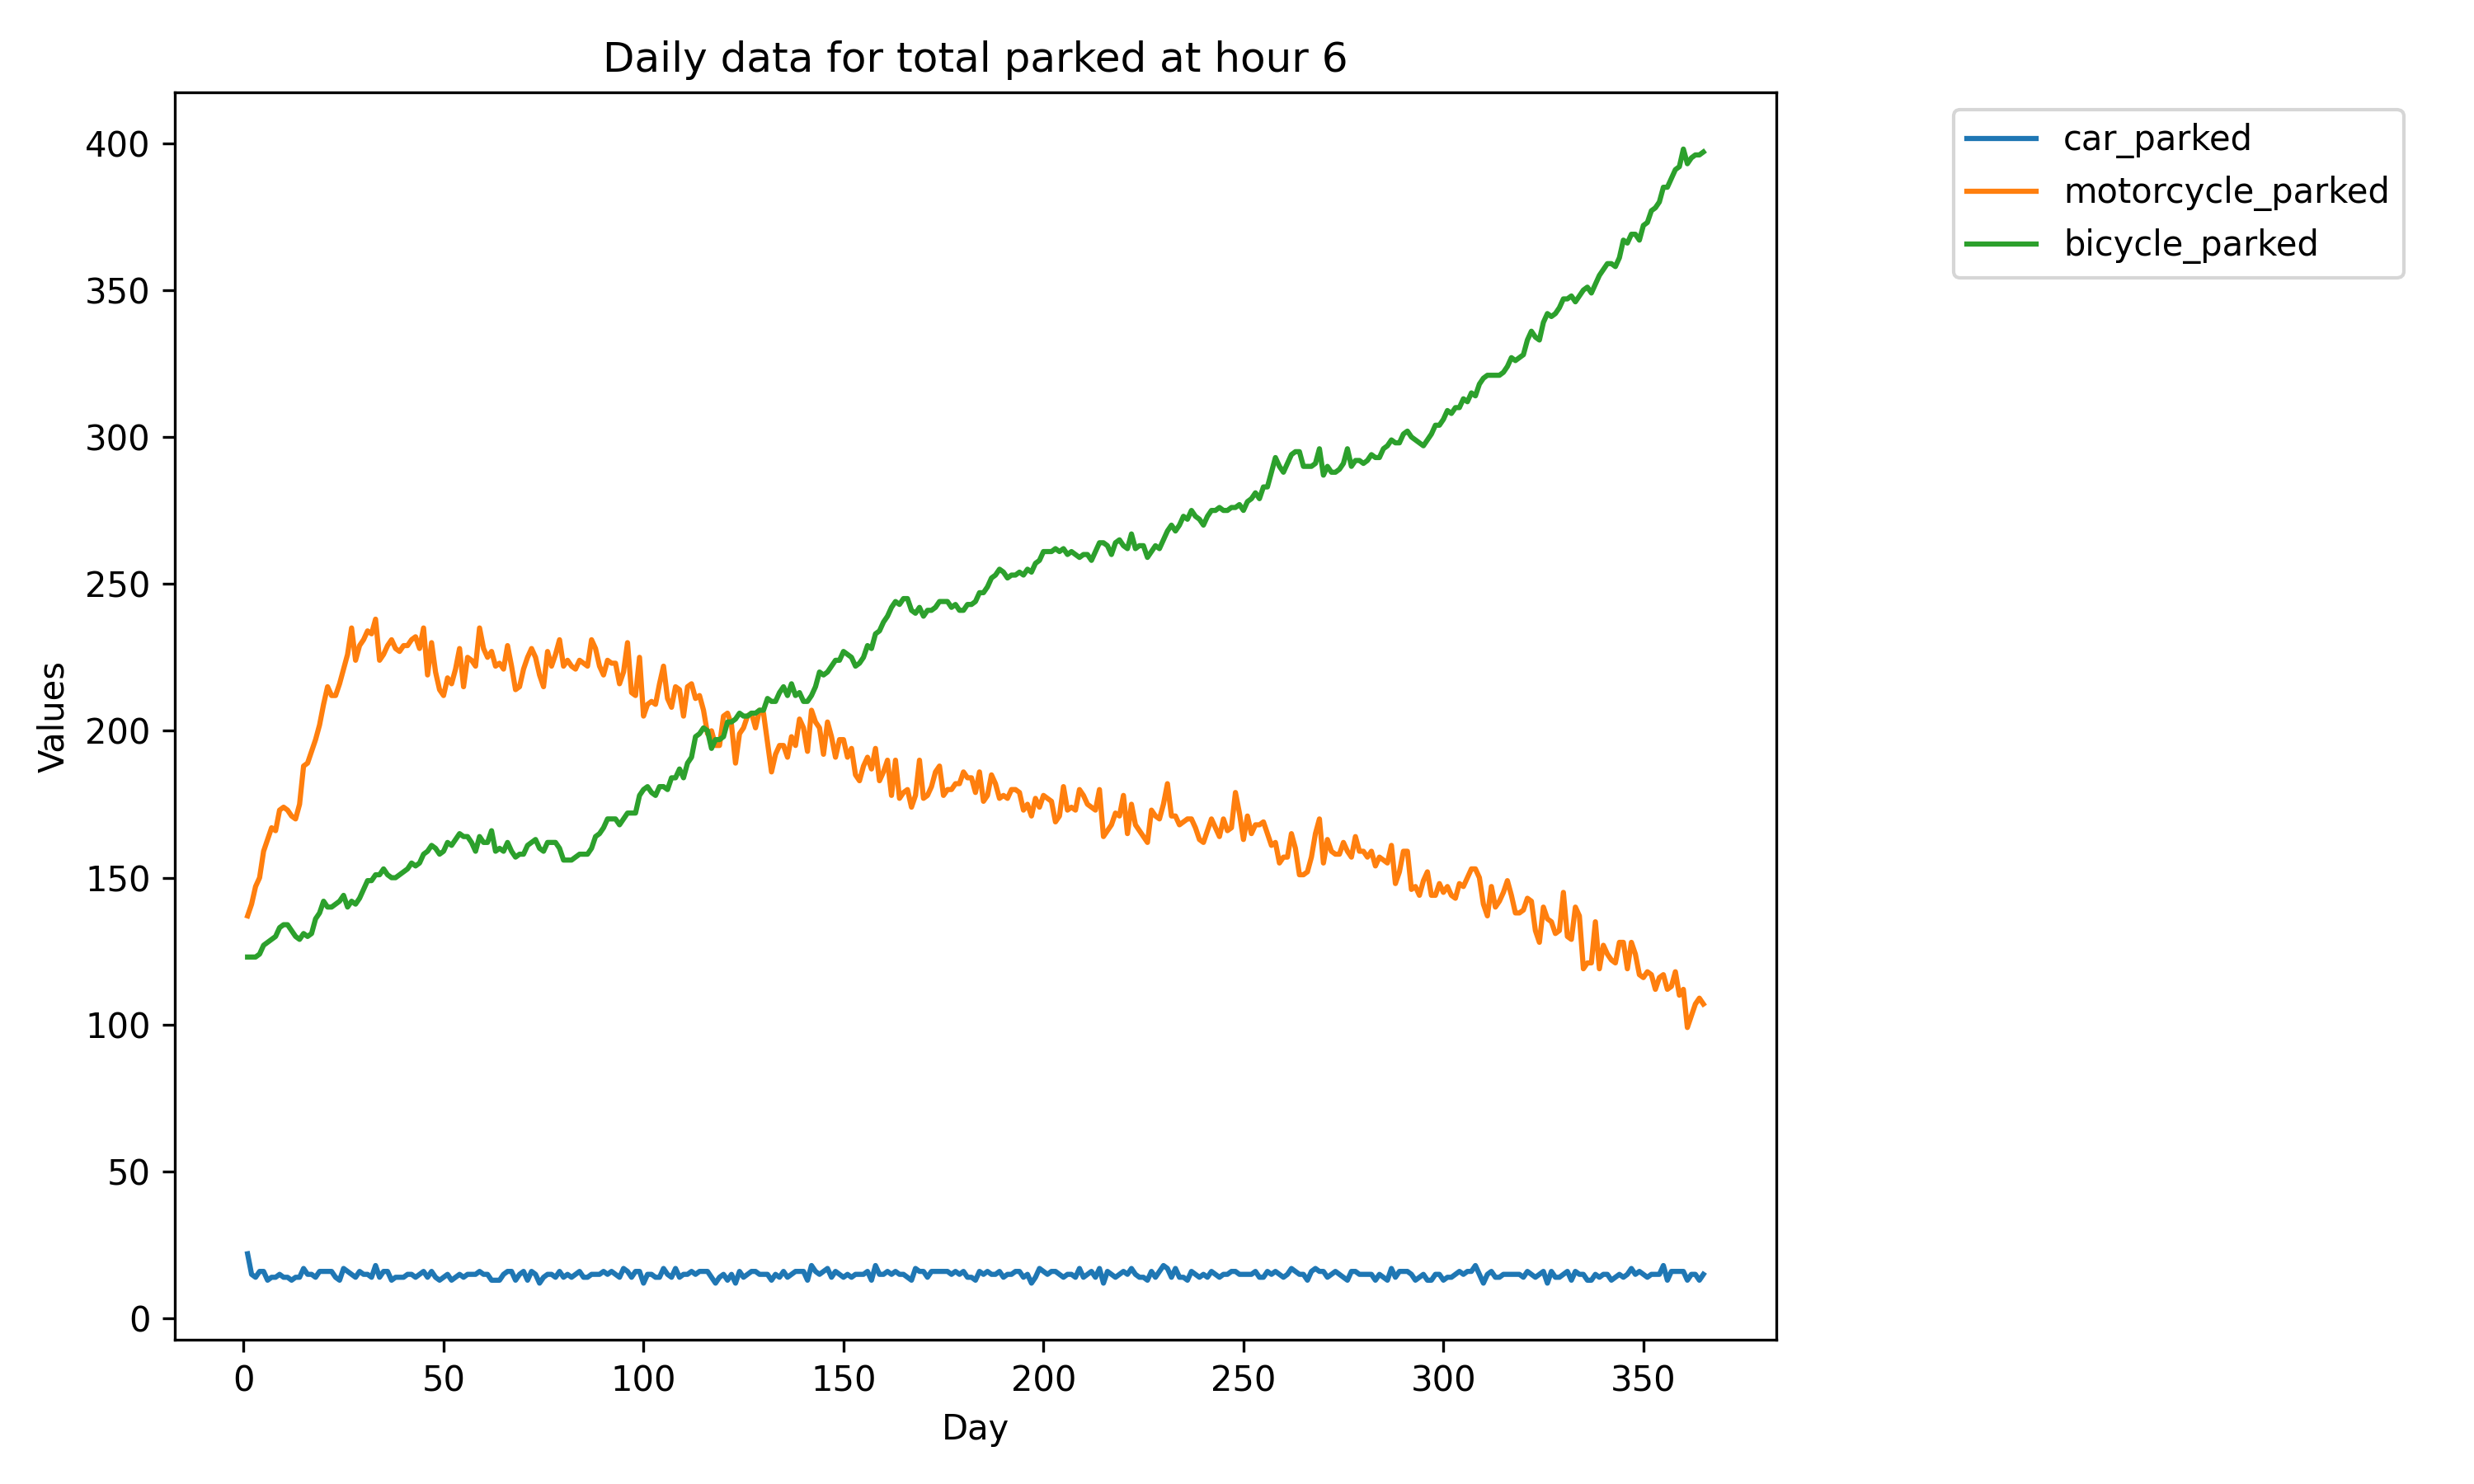 Daily data for total parked at hour 6
car_parked
motorcycle_parked
bicycle_parked
Values
400
350
300
250
200
150
100
50
0
0 50 100 150 200 250 300 350
Day